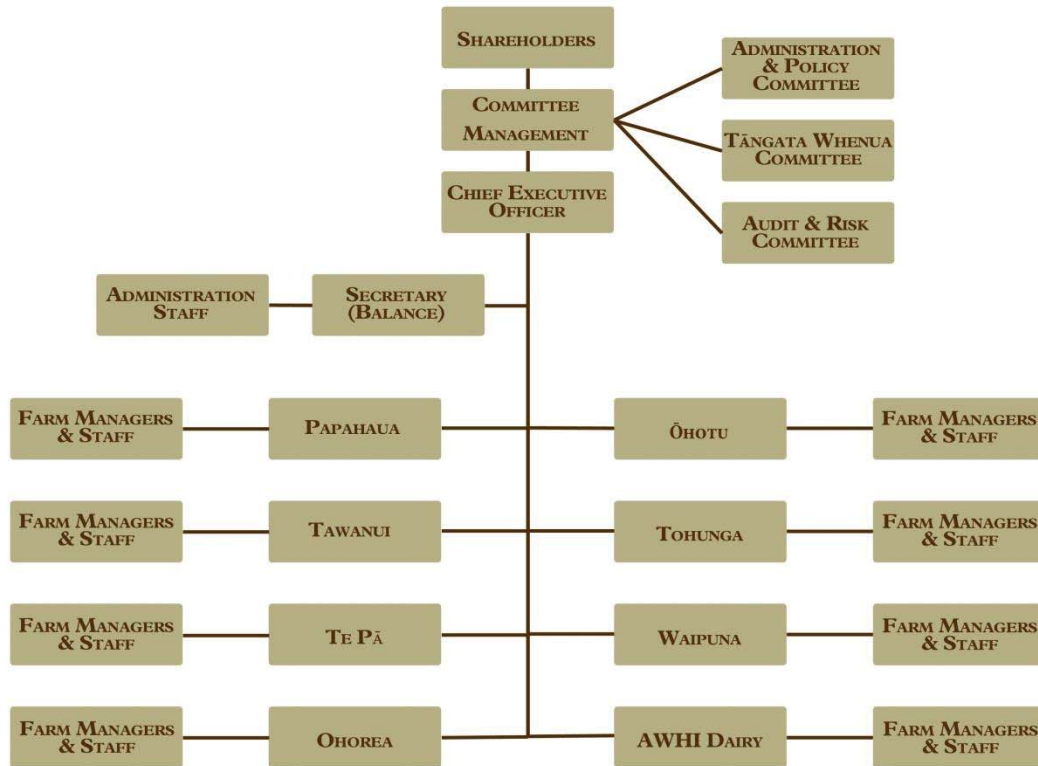 Shareholders
Administration
& Policy
Committee
Committee
Management
Tāngata Whenua
Committee
Chief Executive
Officer
Audit & Risk
Committee
Administration
Staff
Secretary
(Balance)
Farm Managers
& Staff
Papahaua
Ōhotu
Farm Managers
& Staff
Farm Managers
& Staff
Tawanui
Tohunga
Farm Managers
& Staff
Farm Managers
& Staff
Te Pā
Waipuna
Farm Managers
& Staff
Farm Managers
& Staff
Ohorea
AWHI Dairy
Farm Managers
& Staff